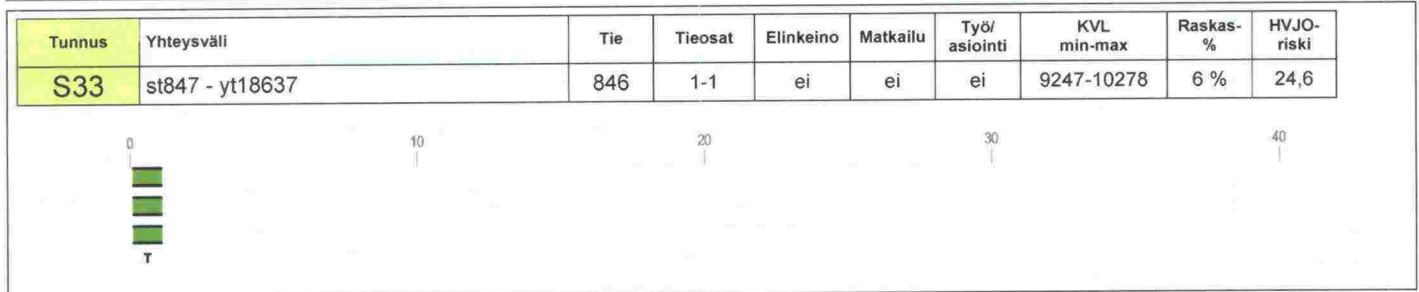 Tunnus Yhteysväli Tie Tieosat Elinkeino Matkailu Työ/ asiointi KVL min-max Raskas- % HVJO- riski
S33 st847 - yt18637 846 1-1 ei ei ei 9247-10278 6 % 24,6
0 10 20 30 40
T